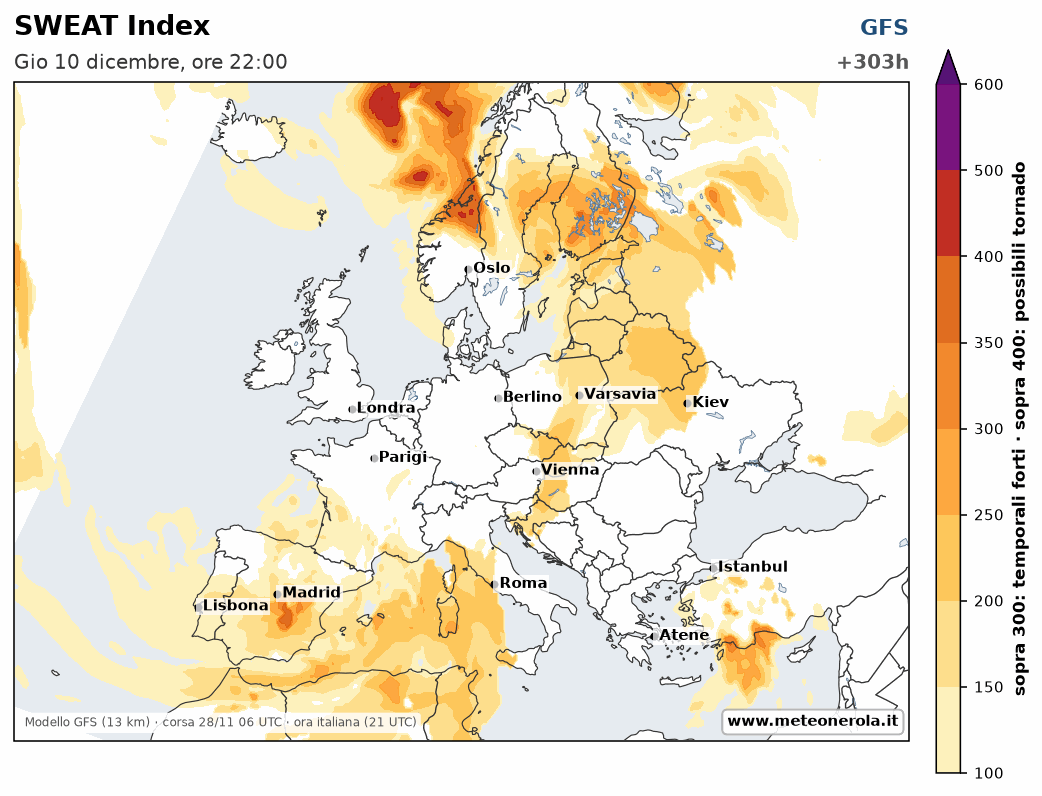 SWEAT Index
GFS
Gio 10 dicembre, ore 22:00
+303h
600
500
400
350
300
250
200
150
100
sopra 300: temporali forti · sopra 400: possibili tornado
Oslo
Berlino
Varsavia
Kiev
Londra
Parigi
Vienna
Istanbul
Roma
Madrid
Lisbona
Atene
Modello GFS (13 km) · corsa 28/11 06 UTC · ora italiana (21 UTC)
www.meteonerola.it